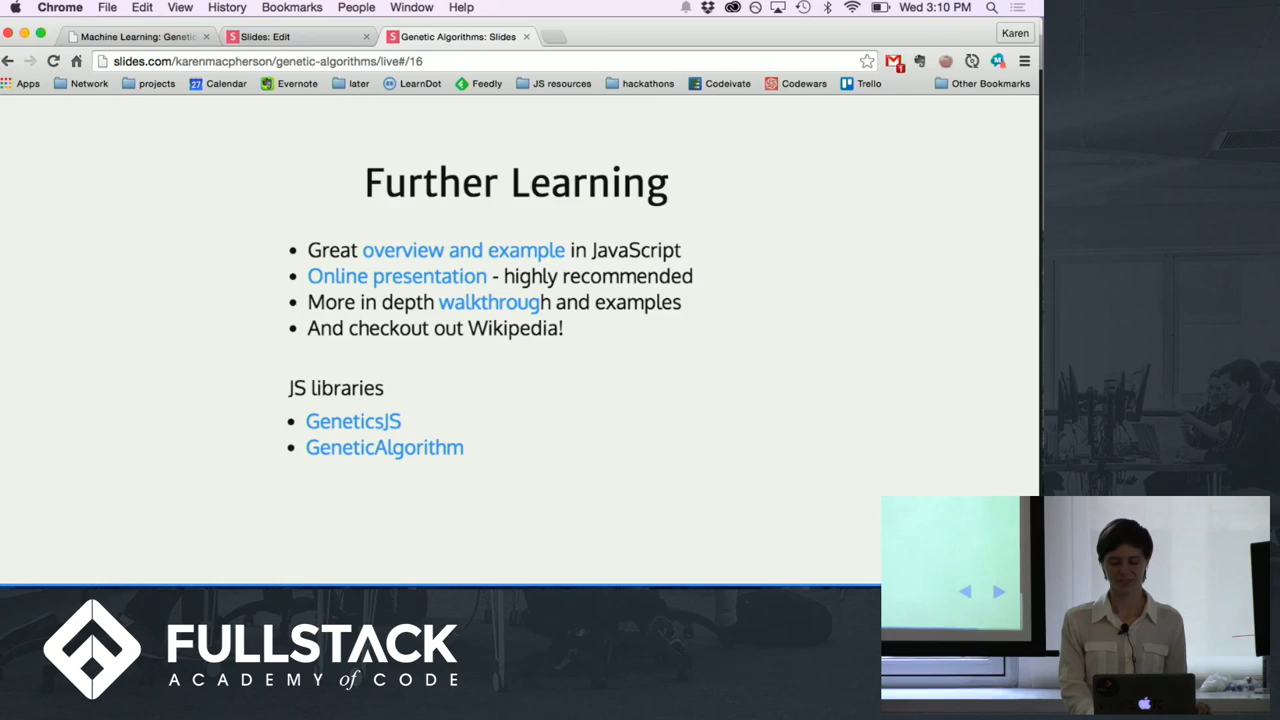 Chrome File Edit View History Bookmarks People Window Help Wed 3:10 PM
Machine Learning: Genetic Slides: Edit Genetic Algorithms: Slides Karen
slides.com/karenmacpherson/genetic-algorithms/live#/16 1
Apps Network projects 27 Calendar Evernote later LearnDot Feedly JS resources hackathons Codeivate Codewars Trello Other Bookmarks
Further Learning
• Great overview and example in JavaScript
• Online presentation - highly recommended
• More in depth walkthrough and examples
• And checkout out Wikipedia!
JS libraries
• GeneticsJS
• GeneticAlgorithm
FULLSTACK
ACADEMY of CODE